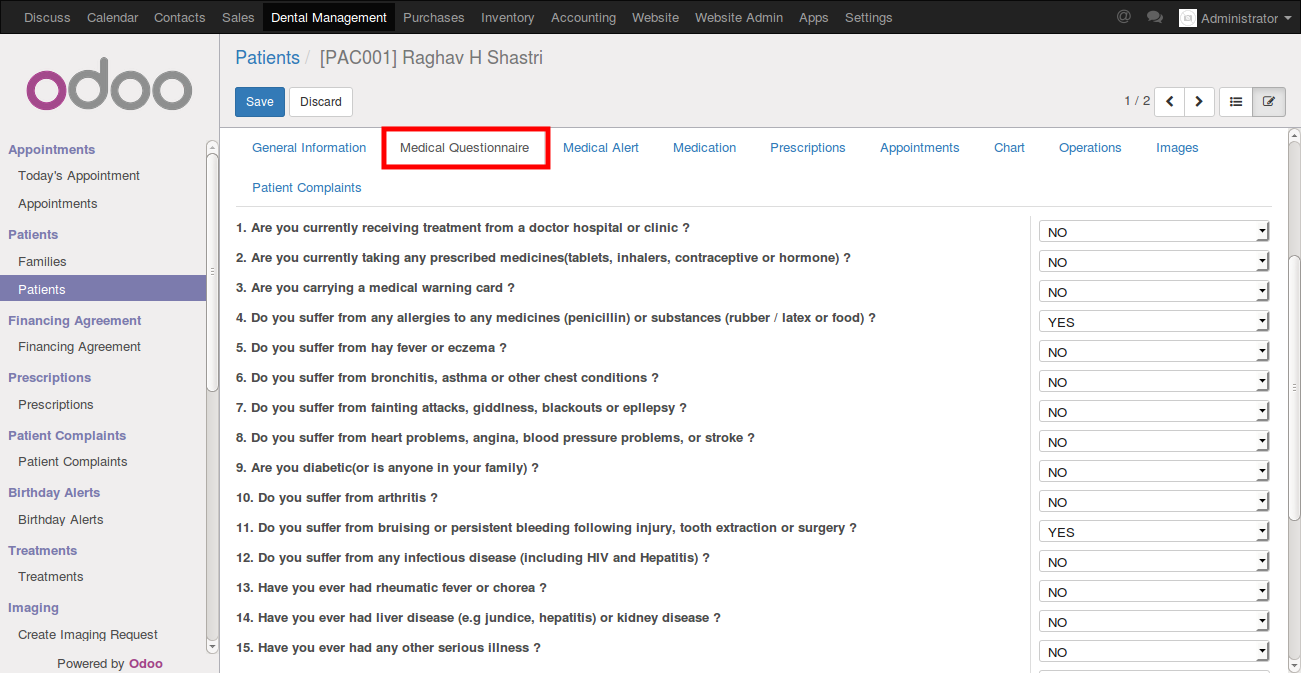 Discuss Calendar Contacts Sales Dental Management Purchases Inventory Accounting Website Website Admin Apps Settings @ Administrator
odoo
Appointments
Today's Appointment
Appointments
Patients
Families
Patients
Financing Agreement
Financing Agreement
Prescriptions
Prescriptions
Patient Complaints
Patient Complaints
Birthday Alerts
Birthday Alerts
Treatments
Treatments
Imaging
Create Imaging Request
Powered by Odoo
Patients / [PAC001] Raghav H Shastri
Save Discard 1 / 2
General Information Medical Questionnaire Medical Alert Medication Prescriptions Appointments Chart Operations Images
Patient Complaints
1. Are you currently receiving treatment from a doctor hospital or clinic ? NO
2. Are you currently taking any prescribed medicines(tablets, inhalers, contraceptive or hormone) ? NO
3. Are you carrying a medical warning card ? NO
4. Do you suffer from any allergies to any medicines (penicillin) or substances (rubber / latex or food) ? YES
5. Do you suffer from hay fever or eczema ? NO
6. Do you suffer from bronchitis, asthma or other chest conditions ? NO
7. Do you suffer from fainting attacks, giddlness, blackouts or epllepsy ? NO
8. Do you suffer from heart problems, angina, blood pressure problems, or stroke ? NO
9. Are you diabetic(or is anyone in your family) ? NO
10. Do you suffer from arthritis ? NO
11. Do you suffer from bruising or persistent bleeding following injury, tooth extraction or surgery ? YES
12. Do you suffer from any infectious disease (including HIV and Hepatitis) ? NO
13. Have you ever had rheumatic fever or chorea ? NO
14. Have you ever had liver disease (e.g jundice, hepatitis) or kidney disease ? NO
15. Have you ever had any other serious illness ? NO